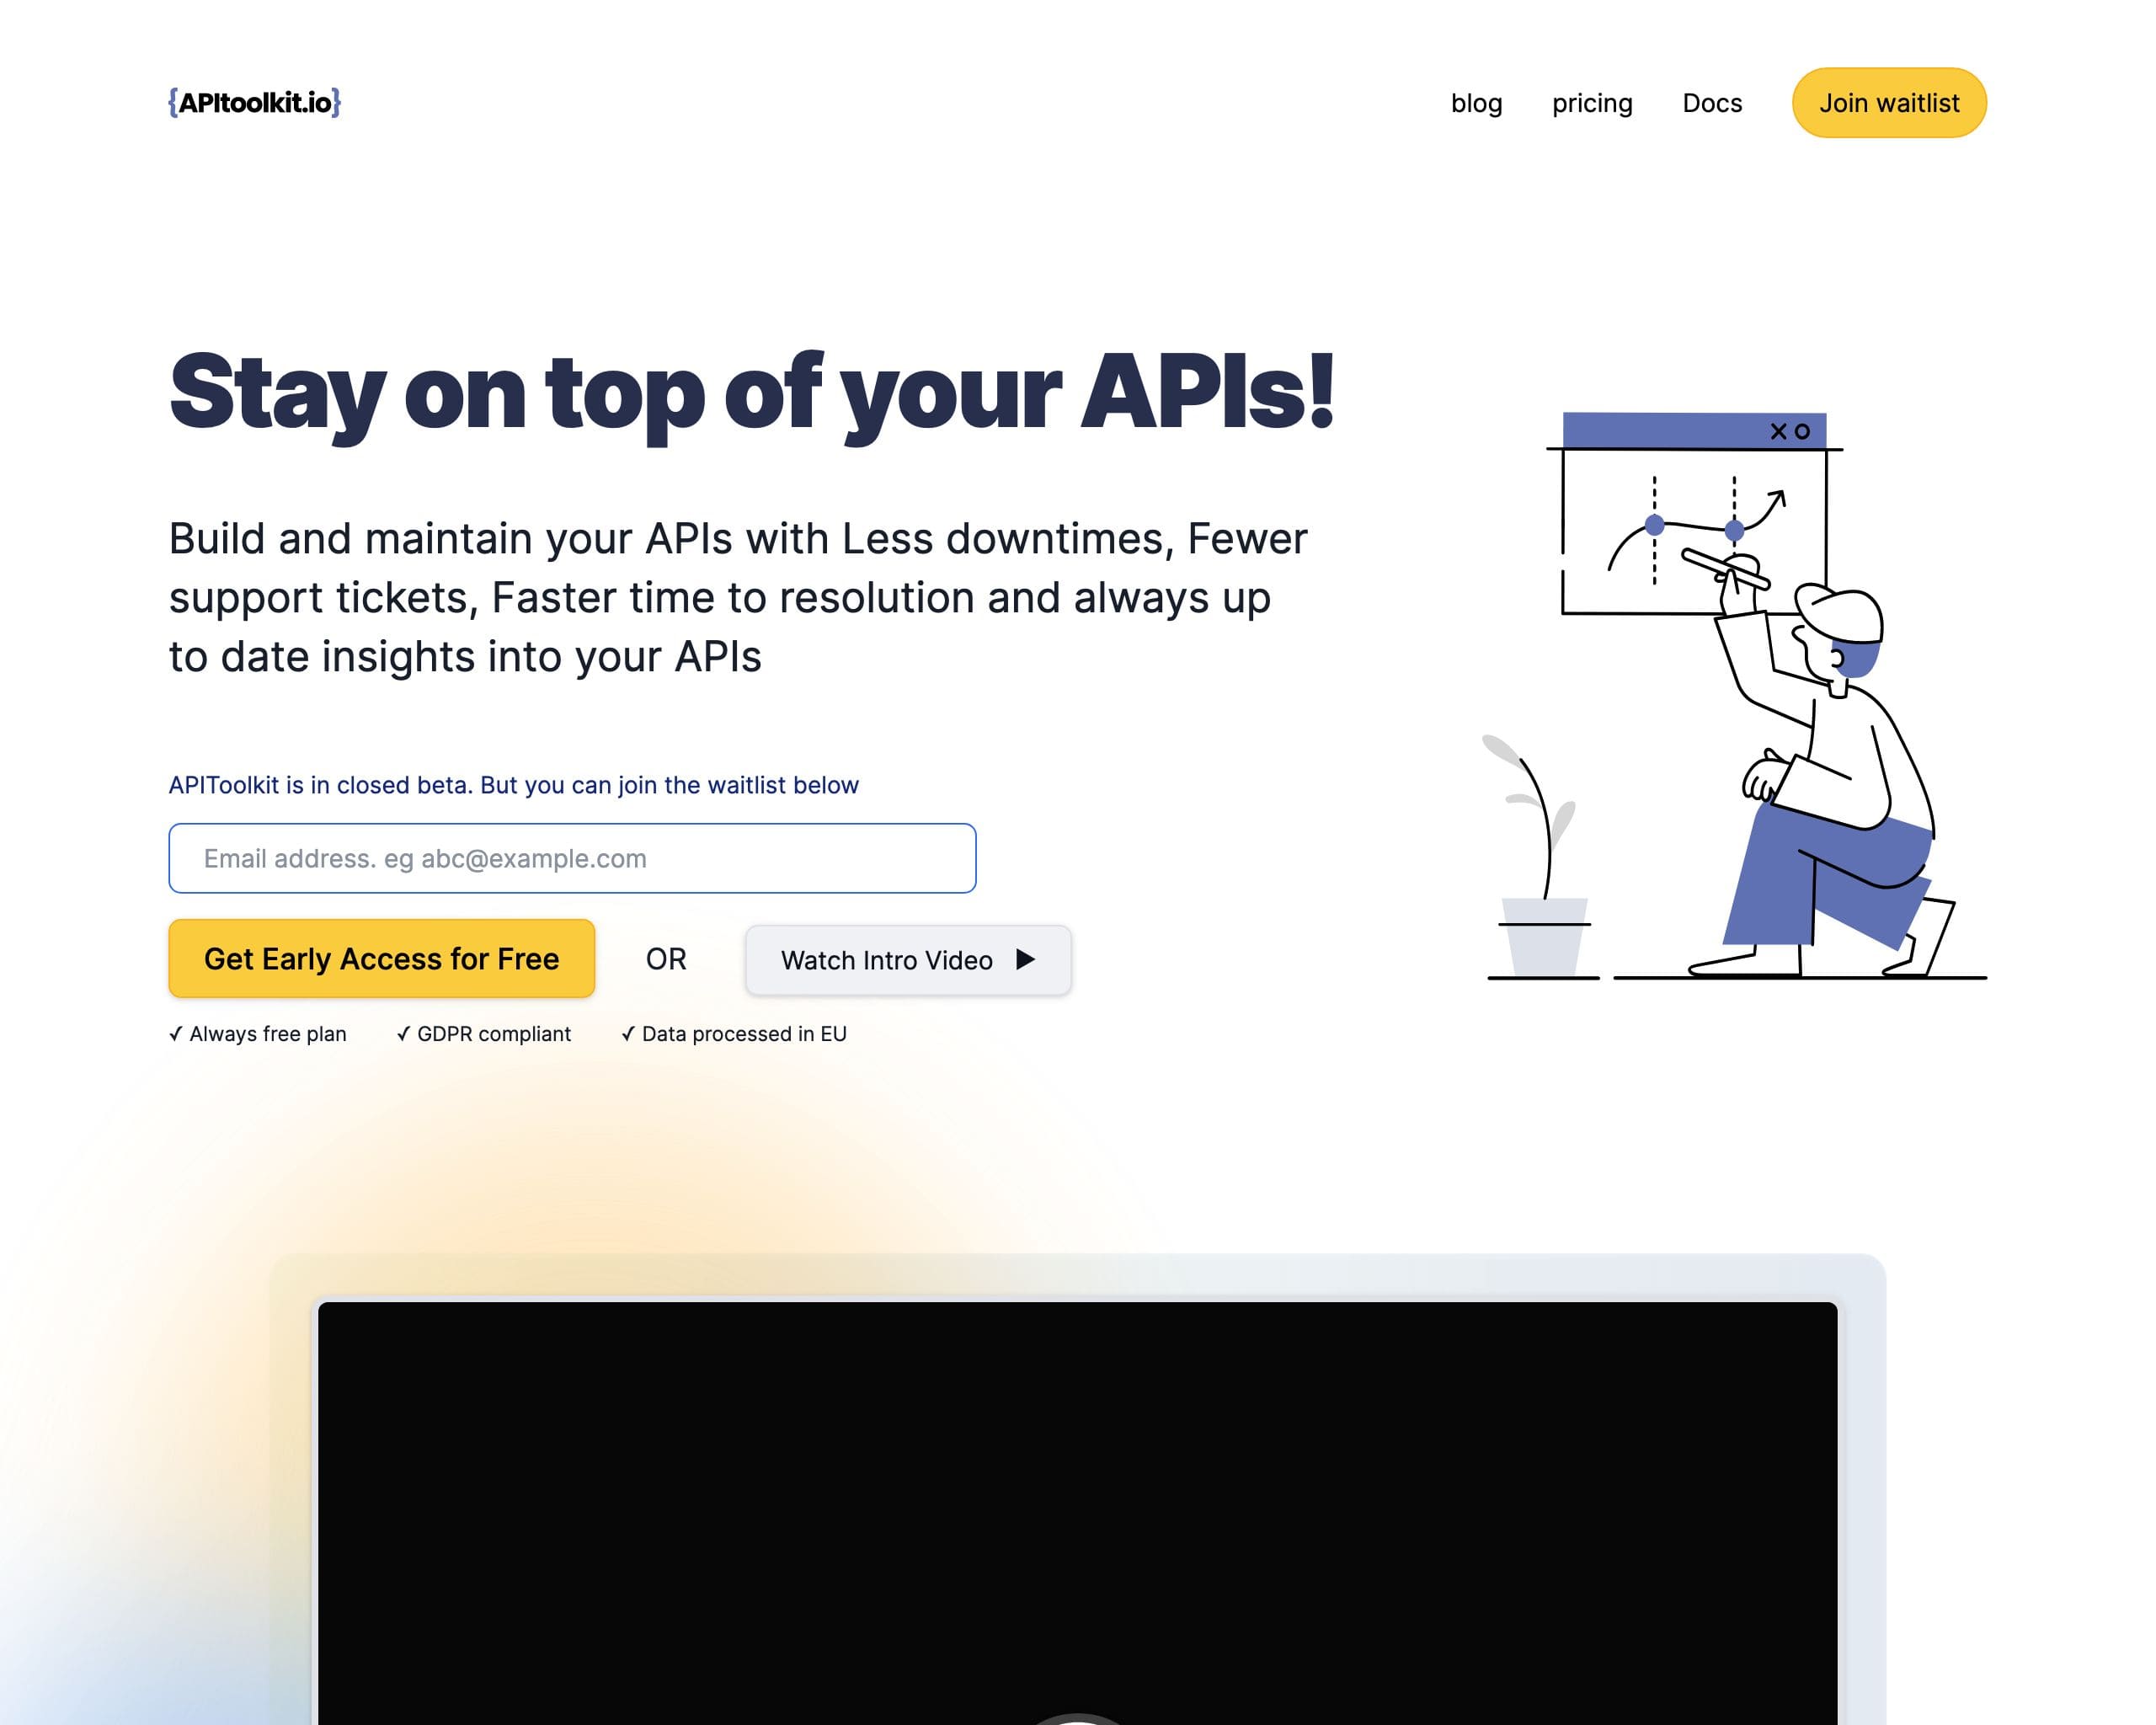 {APItoolkit.io}
blog
pricing
Docs
Join waitlist
Stay on top of your APIs!
Build and maintain your APIs with Less downtimes, Fewer
support tickets, Faster time to resolution and always up
to date insights into your APIs
APIToolkit is in closed beta. But you can join the waitlist below
Email address. eg abc@example.com
Get Early Access for Free
OR
Watch Intro Video ▶
✓ Always free plan
✓ GDPR compliant
✓ Data processed in EU